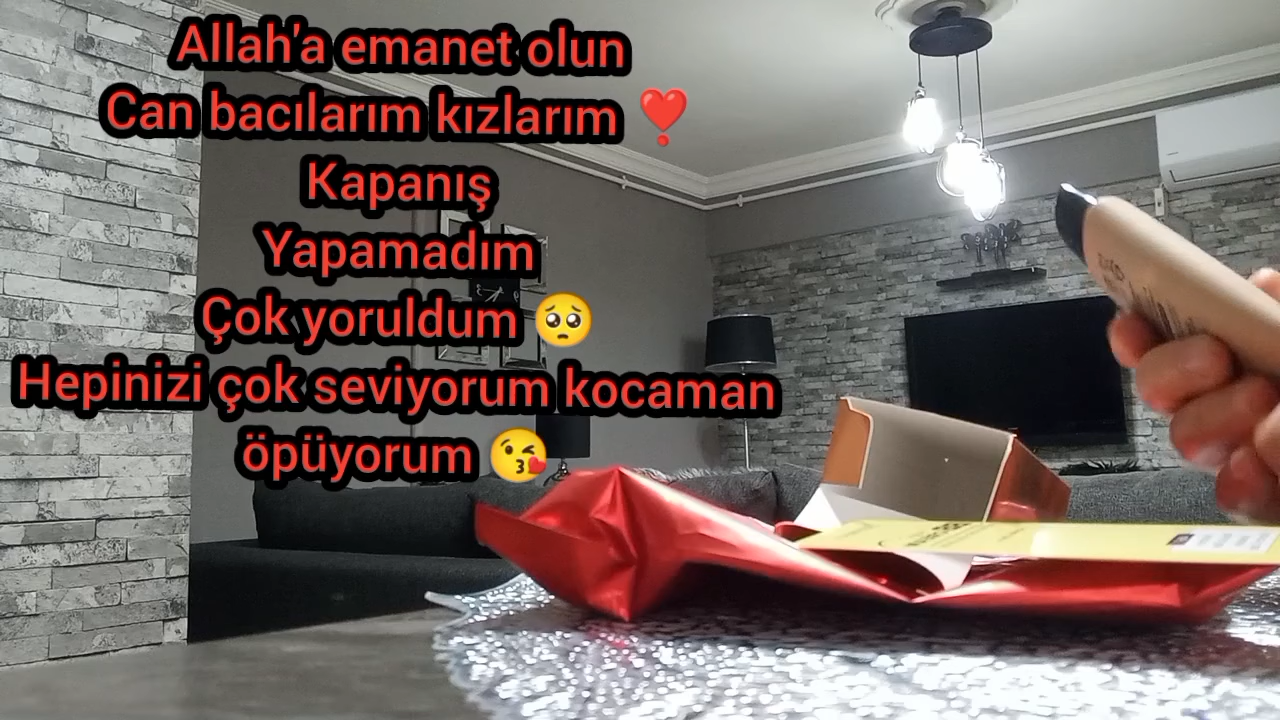 Allah'a emanet olun
Can bacılarım kızlarım ❣️
Kapanış
Yapamadım
Çok yoruldum 🥺
Hepinizi çok seviyorum kocaman
öpüyorum 😘